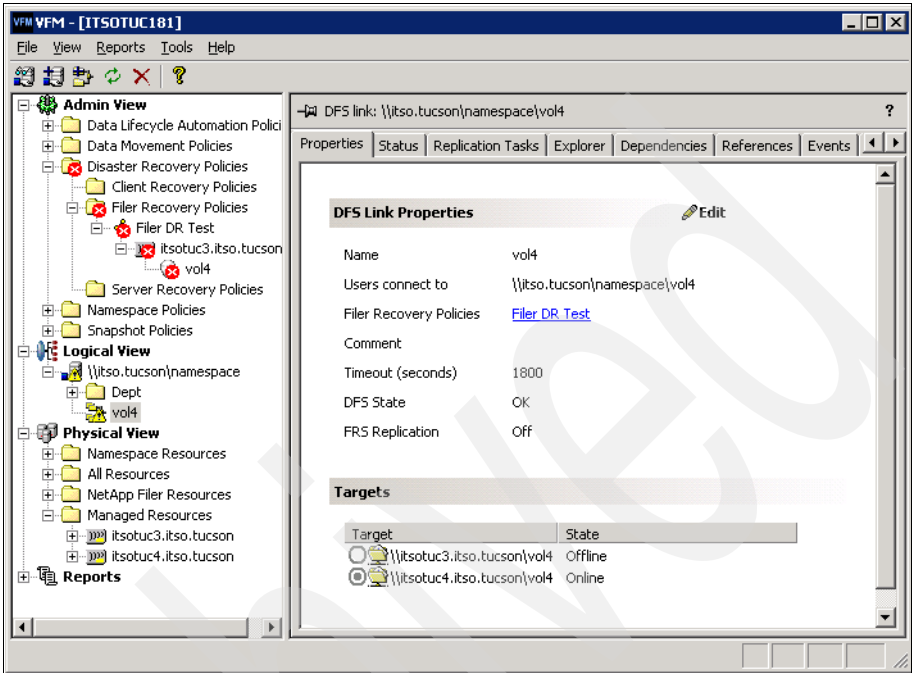 VFM VFM - [ITSOTUC181]
File View Reports Tools Help
Admin View
Data Lifecycle Automation Polici
Data Movement Policies
Disaster Recovery Policies
Client Recovery Policies
Filer Recovery Policies
Filer DR Test
itsotuc3.itso.tucson
vol4
Server Recovery Policies
Namespace Policies
Snapshot Policies
Logical View
\\itso.tucson\namespace
Dept
vol4
Physical View
Namespace Resources
All Resources
NetApp Filer Resources
Managed Resources
itsotuc3.itso.tucson
itsotuc4.itso.tucson
Reports
DFS link: \\itso.tucson\namespace\vol4 ?
Properties Status Replication Tasks Explorer Dependencies References Events
DFS Link Properties Edit
Name vol4
Users connect to \\itso.tucson\namespace\vol4
Filer Recovery Policies Filer DR Test
Comment
Timeout (seconds) 1800
DFS State OK
FRS Replication Off
Targets
Target State
\\itsotuc3.itso.tucson\vol4 Offline
\\itsotuc4.itso.tucson\vol4 Online